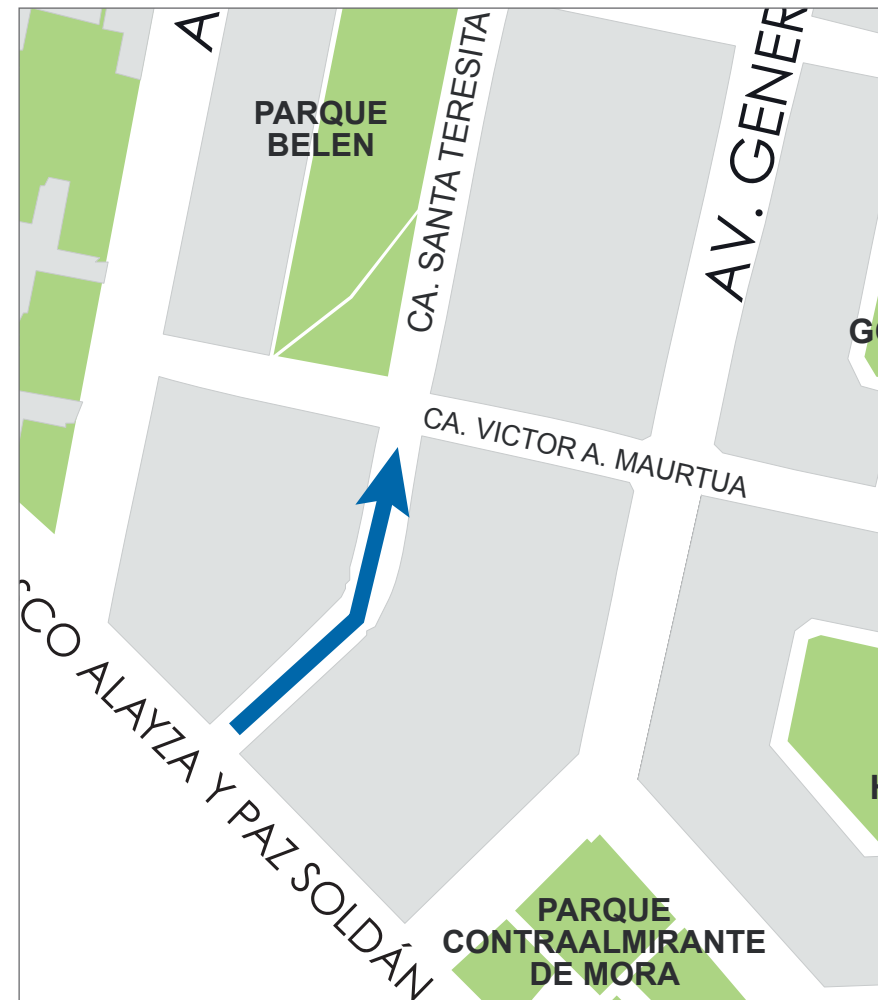 A
PARQUE
BELEN
CA. SANTA TERESITA
AV. GENER
CA. VICTOR A. MAURTUA
CO ALAYZA Y PAZ SOLDÁN
PARQUE
CONTRAALMIRANTE
DE MORA